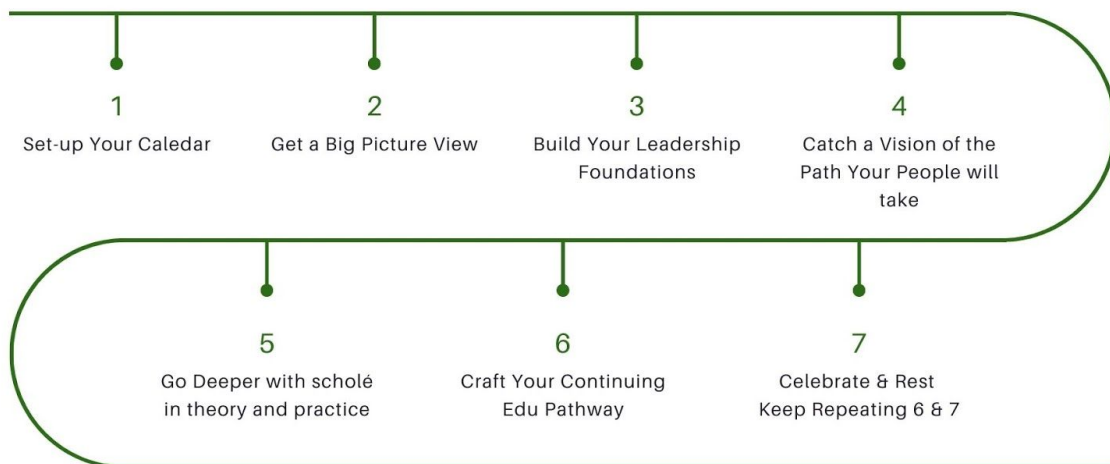 1
Set-up Your Caledar
2
Get a Big Picture View
3
Build Your Leadership
Foundations
4
Catch a Vision of the
Path Your People will
take
5
Go Deeper with scholé
in theory and practice
6
Craft Your Continuing
Edu Pathway
7
Celebrate & Rest
Keep Repeating 6 & 7